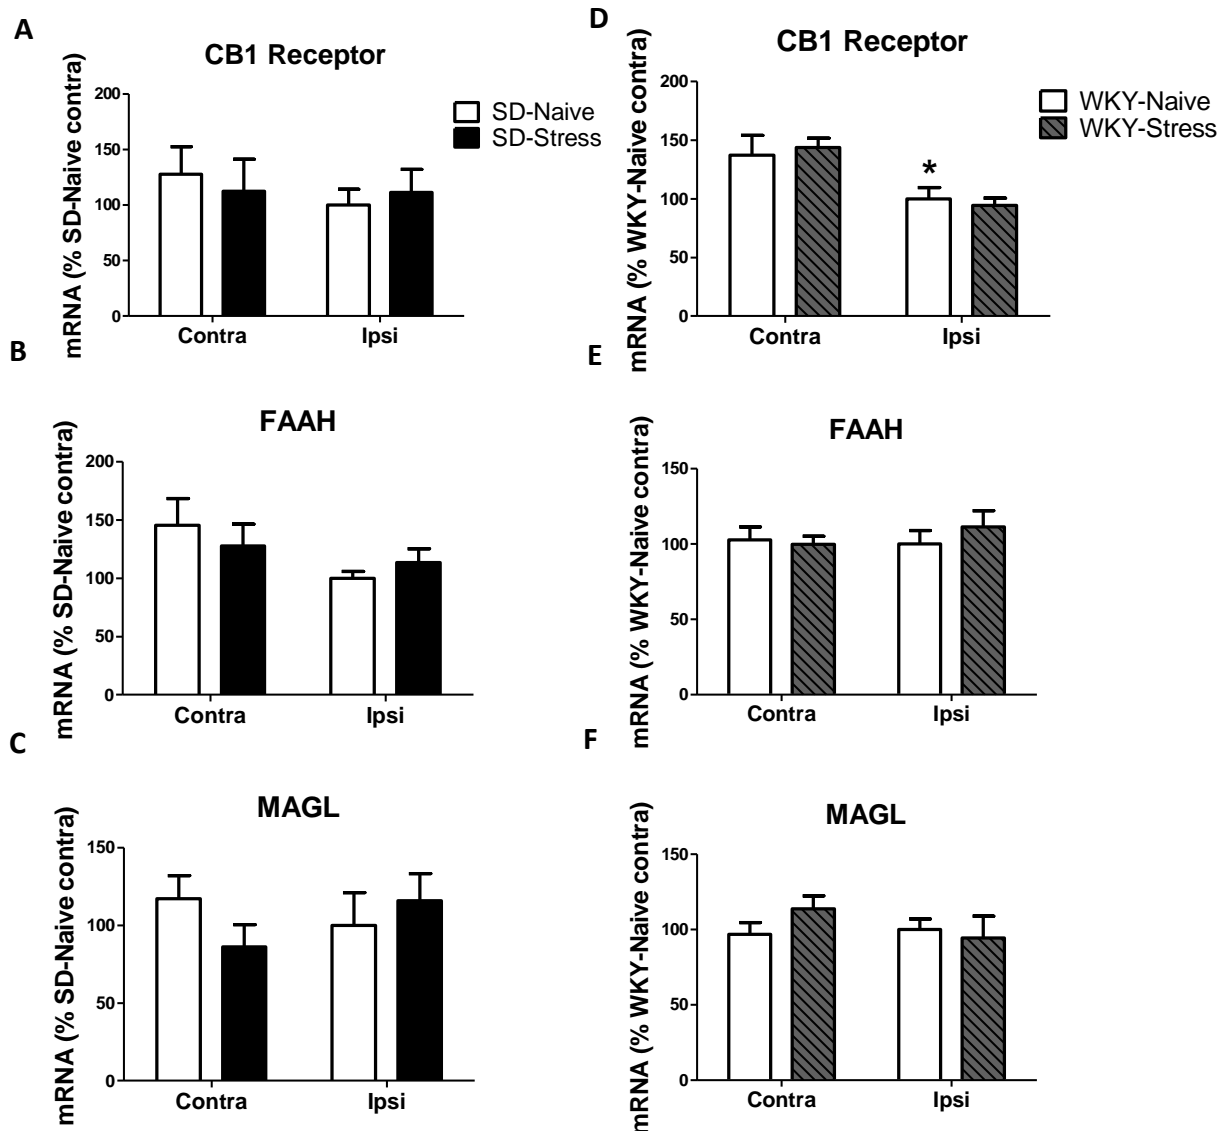 A
CB1 Receptor
mRNA (% SD-Naive contra)
200
150
100
50
0
Contra
Ipsi
SD-Naive
SD-Stress
D
CB1 Receptor
mRNA (% WKY-Naive contra)
200
150
100
50
0
*
Contra
Ipsi
WKY-Naive
WKY-Stress
B
FAAH
mRNA (% SD-Naive contra)
200
150
100
50
0
Contra
Ipsi
E
FAAH
mRNA (% WKY-Naive contra)
150
100
50
0
Contra
Ipsi
C
MAGL
mRNA (% SD-Naive contra)
150
100
50
0
Contra
Ipsi
F
MAGL
mRNA (% WKY-Naive contra)
150
100
50
0
Contra
Ipsi